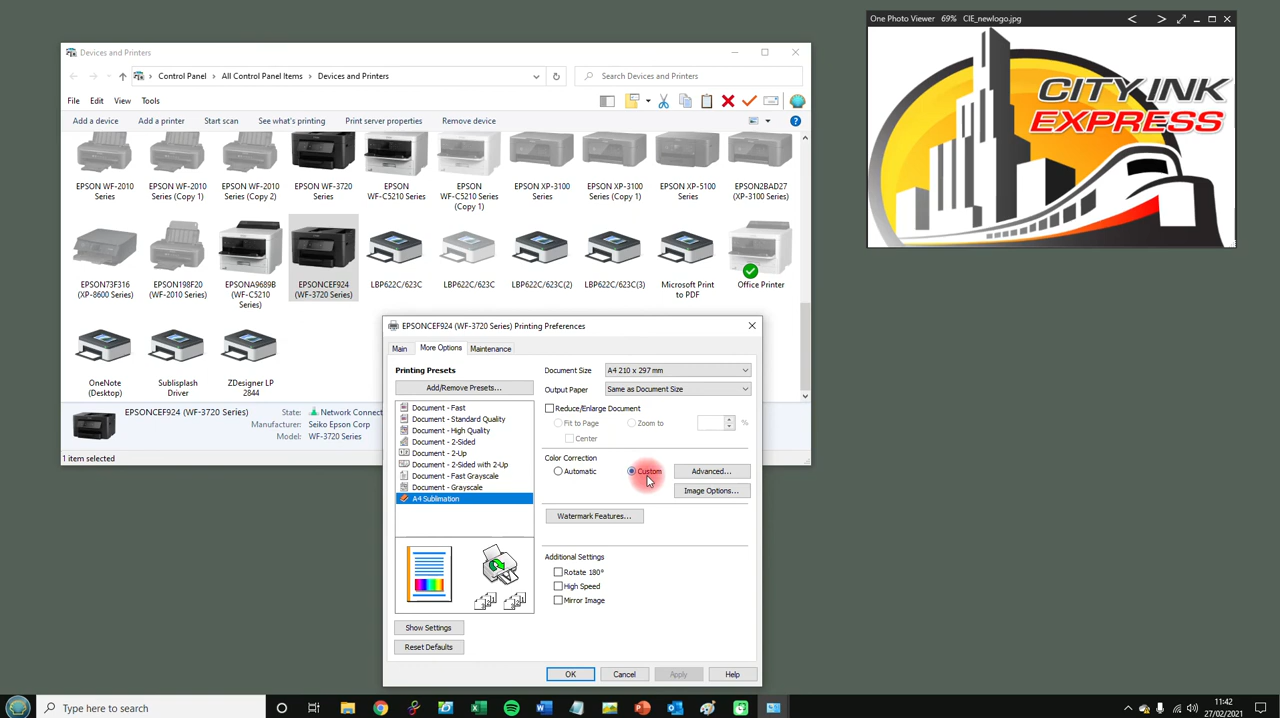 One Photo Viewer 69% CIE_newlogo.jpg
CITY INK
EXPRESS
Devices and Printers
Control Panel > All Control Panel Items > Devices and Printers
Search Devices and Printers
File Edit View Tools
Add a device Add a printer Start scan See what's printing Print server properties Remove device
EPSON WF-2010 Series
EPSON WF-2010 Series (Copy 1)
EPSON WF-2010 Series (Copy 2)
EPSON WF-3720 Series
EPSON WF-C5210 Series
EPSON WF-C5210 Series (Copy 1)
EPSON XP-3100 Series
EPSON XP-3100 Series (Copy 1)
EPSON XP-5100 Series
EPSON2BAD27 (XP-3100 Series)
EPSON73F316 (XP-8600 Series)
EPSON198F20 (WF-2010 Series)
EPSONA9689B (WF-C5210 Series)
EPSONCEF924 (WF-3720 Series)
LBP622C/623C
LBP622C/623C
LBP622C/623C(2)
LBP622C/623C(3)
Microsoft Print to PDF
Office Printer
OneNote (Desktop)
Sublisplash Driver
ZDesigner LP 2844
EPSONCEF924 (WF-3720 Series)
State: Network Connect
Manufacturer: Seiko Epson Corp
Model: WF-3720 Series
1 item selected
EPSONCEF924 (WF-3720 Series) Printing Preferences
Main More Options Maintenance
Printing Presets
Add/Remove Presets...
Document - Fast
Document - Standard Quality
Document - High Quality
Document - 2-Sided
Document - 2-Up
Document - 2-Sided with 2-Up
Document - Fast Grayscale
Document - Grayscale
A4 Sublimation
Show Settings
Reset Defaults
Document Size A4 210 x 297 mm
Output Paper Same as Document Size
Reduce/Enlarge Document
Fit to Page Zoom to %
Center
Color Correction
Automatic Custom Advanced...
Image Options...
Watermark Features...
Additional Settings
Rotate 180°
High Speed
Mirror Image
OK Cancel Apply Help
Type here to search
11:42
27/02/2021